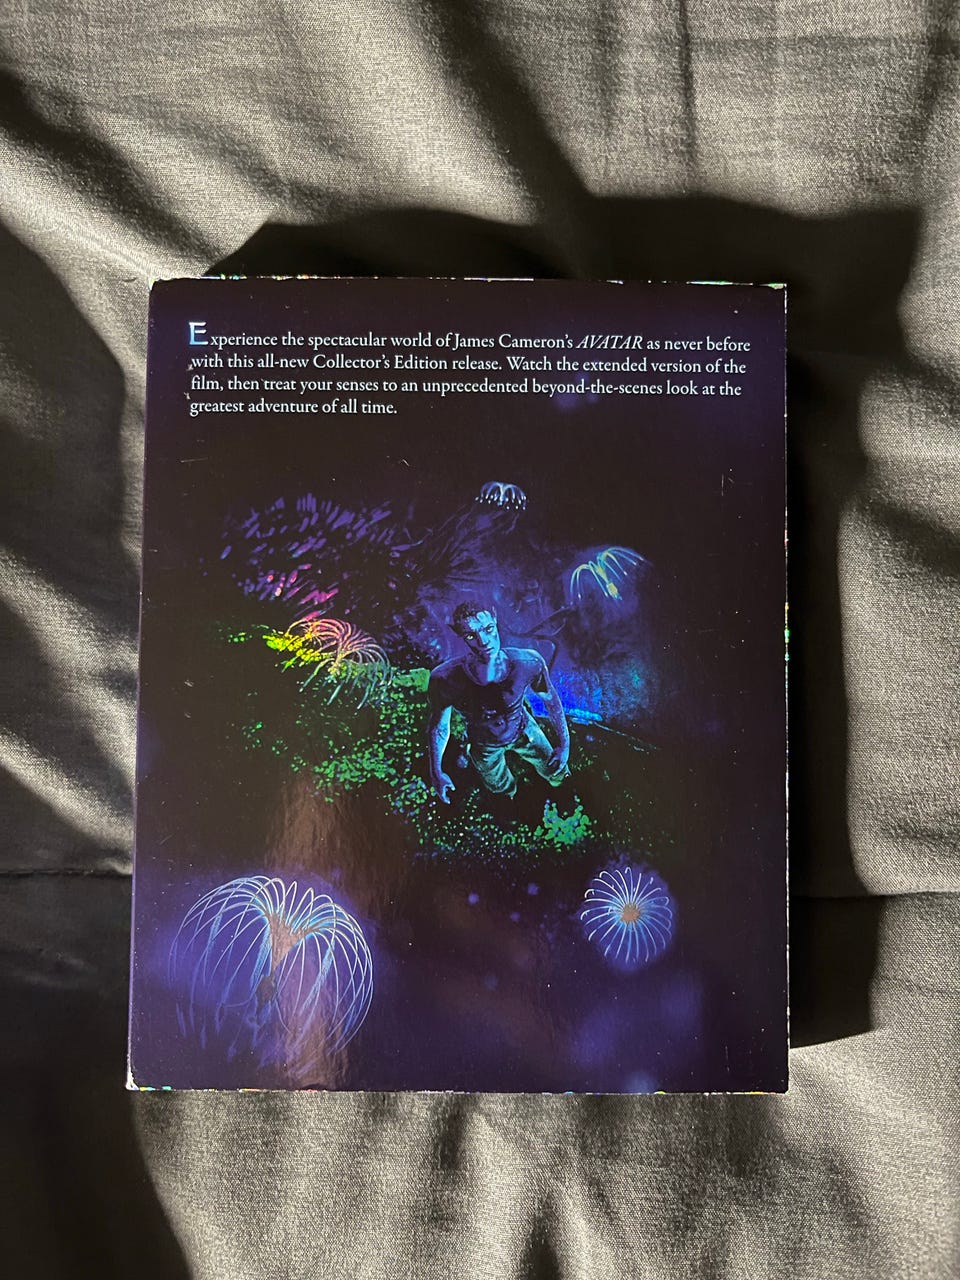 Experience the spectacular world of James Cameron's AVATAR as never before
with this all-new Collector's Edition release. Watch the extended version of the
film, then treat your senses to an unprecedented beyond-the-scenes look at the
greatest adventure of all time.